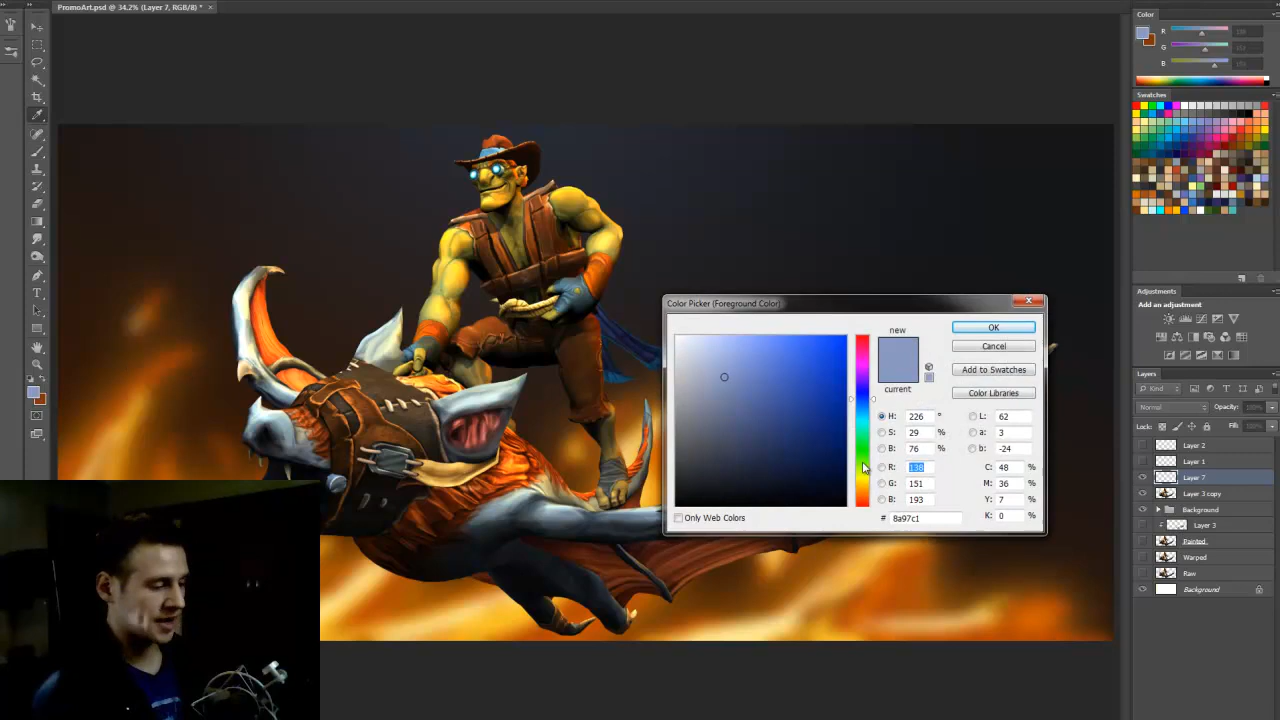 PromoArt.psd @ 34.2% (Layer 7, RGB/8) * ×
Color
R
G
B
Swatches
Color Picker (Foreground Color)
new
current
OK
Cancel
Add to Swatches
Color Libraries
H: 226 °
S: 29 %
B: 76 %
R: 138
G: 151
B: 193
L: 62
a: 3
b: -24
C: 48 %
M: 36 %
Y: 7 %
K: 0 %
# 8a97c1
Only Web Colors
Adjustments
Add an adjustment
Layers
Kind
Normal
Opacity:
Lock:
Fill:
Layer 2
Layer 1
Layer 7
Layer 3 copy
Background
Layer 3
Painted
Warped
Raw
Background